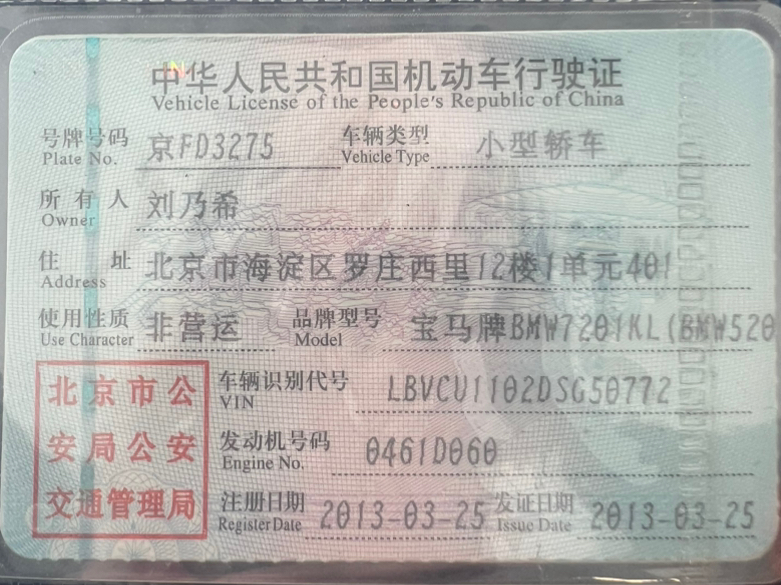 中华人民共和国机动车行驶证
Vehicle License of the People's Republic of China
号牌号码 京FD3275 车辆类型 小型轿车
Plate No. Vehicle Type
所有人 刘乃希
Owner
住址 北京市海淀区罗庄西里12楼1单元401
Address
使用性质 非营运 品牌型号 宝马牌BMW7201KL(BMW520
Use Character Model
北京市公安局公安交通管理局
车辆识别代号 LBVCU1102DSG50772
VIN
发动机号码 0461D060
Engine No.
注册日期 2013-03-25 发证日期 2013-03-25
Register Date Issue Date